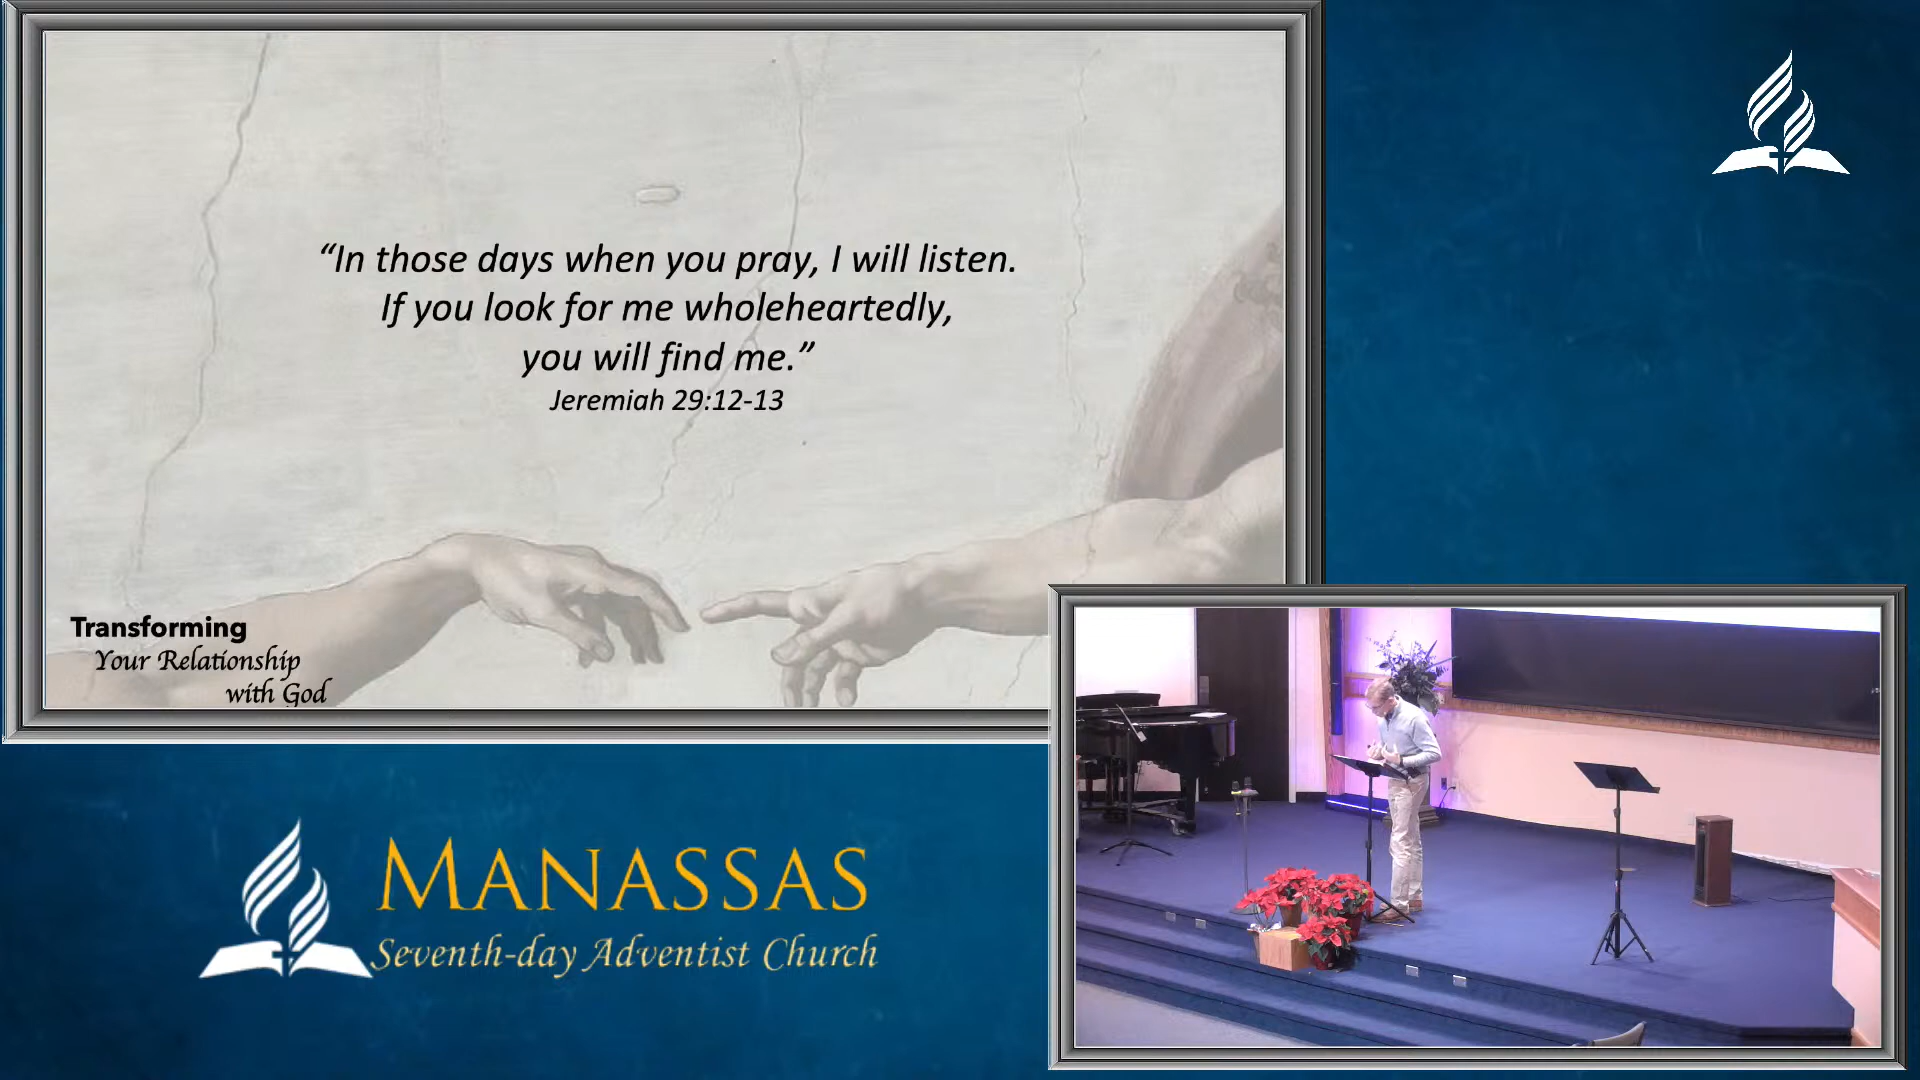 “In those days when you pray, I will listen.
If you look for me wholeheartedly,
you will find me.”
Jeremiah 29:12-13
Transforming
Your Relationship
with God
MANASSAS
Seventh-day Adventist Church